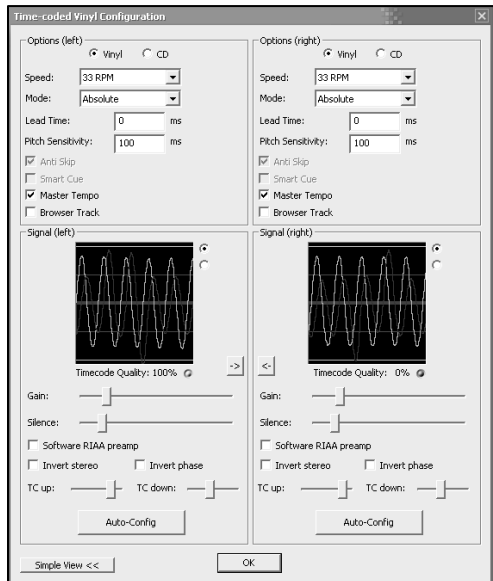 Time-coded Vinyl Configuration
Options (left)
Vinyl CD
Speed: 33 RPM
Mode: Absolute
Lead Time: 0 ms
Pitch Sensitivity: 100 ms
Anti Skip
Smart Cue
Master Tempo
Browser Track
Options (right)
Vinyl CD
Speed: 33 RPM
Mode: Absolute
Lead Time: 0 ms
Pitch Sensitivity: 100 ms
Anti Skip
Smart Cue
Master Tempo
Browser Track
Signal (left)
Timecode Quality: 100%
->
Gain:
Silence:
Software RIAA preamp
Invert stereo Invert phase
TC up: TC down:
Auto-Config
Signal (right)
<-
Timecode Quality: 0%
Gain:
Silence:
Software RIAA preamp
Invert stereo Invert phase
TC up: TC down:
Auto-Config
Simple View <<
OK